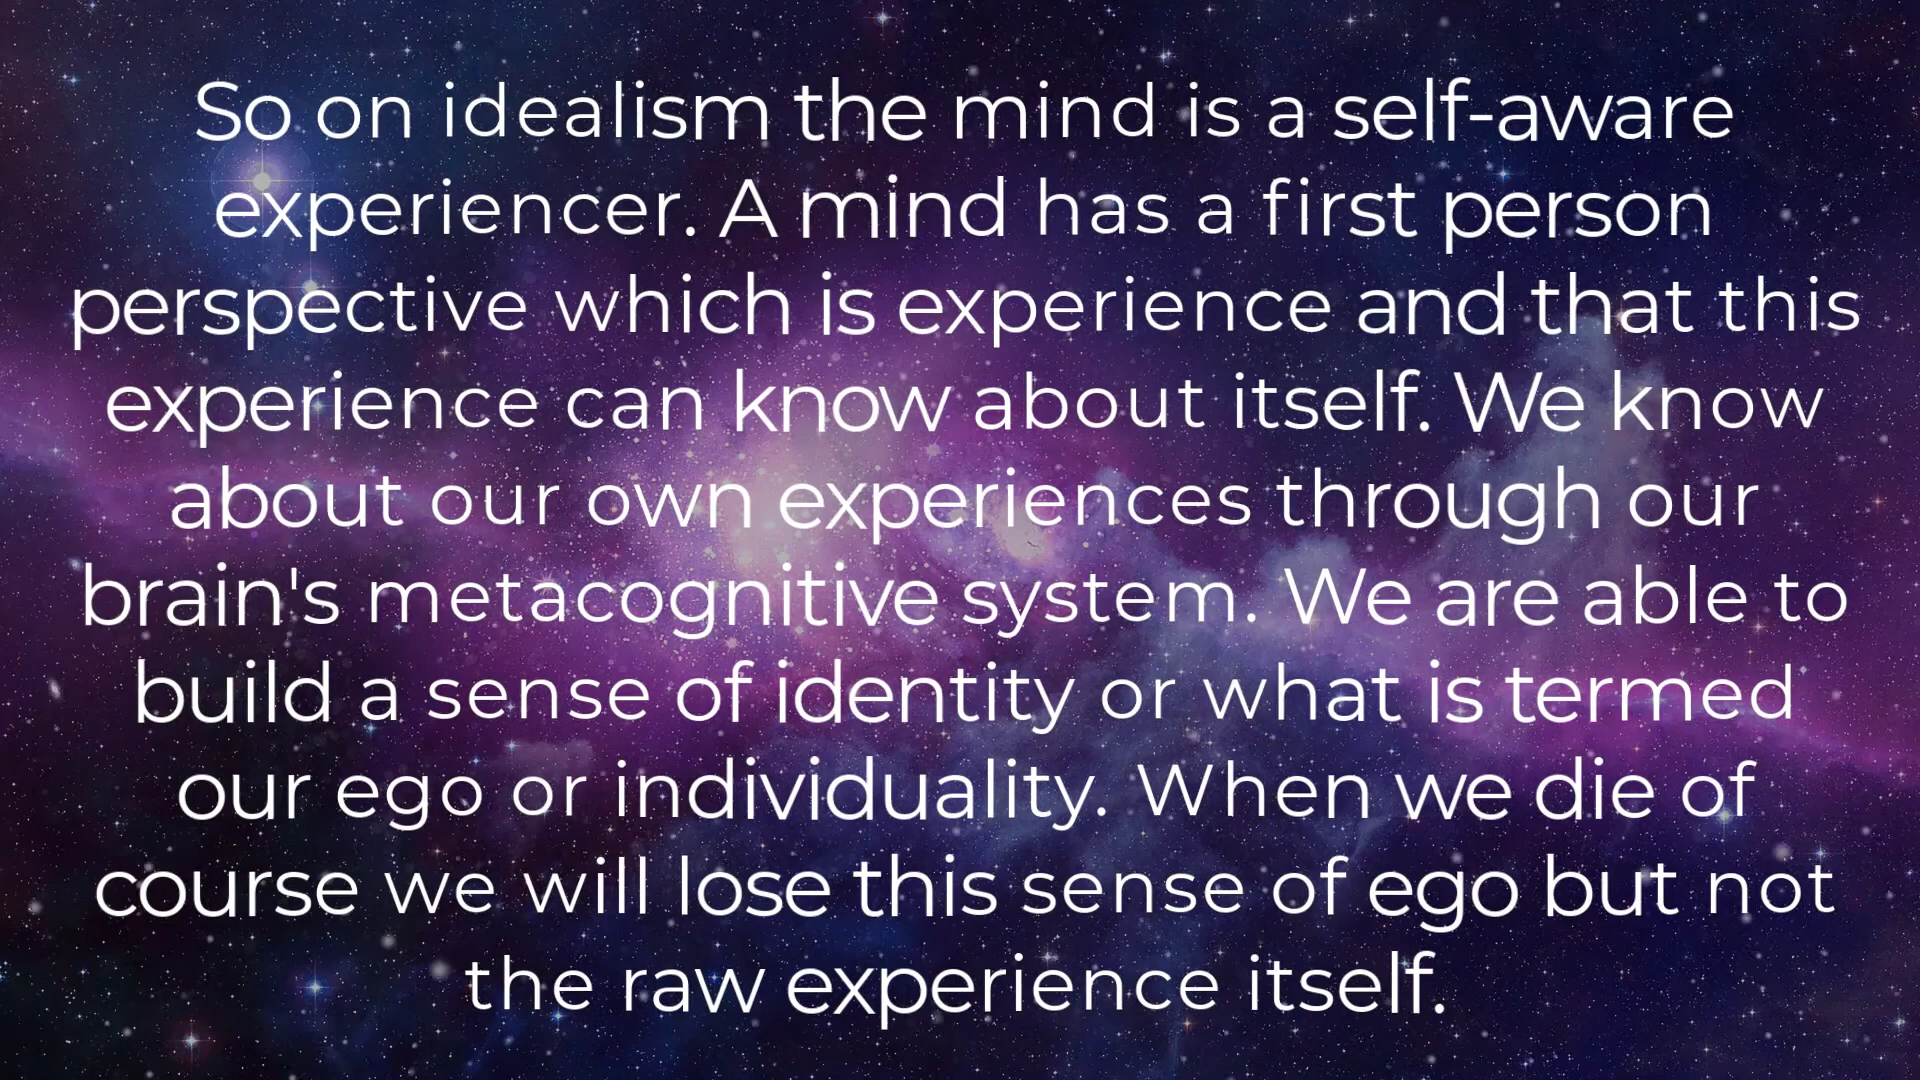 So on idealism the mind is a self-aware
experiencer. A mind has a first person
perspective which is experience and that this
experience can know about itself. We know
about our own experiences through our
brain's metacognitive system. We are able to
build a sense of identity or what is termed
our ego or individuality. When we die of
course we will lose this sense of ego but not
the raw experience itself.